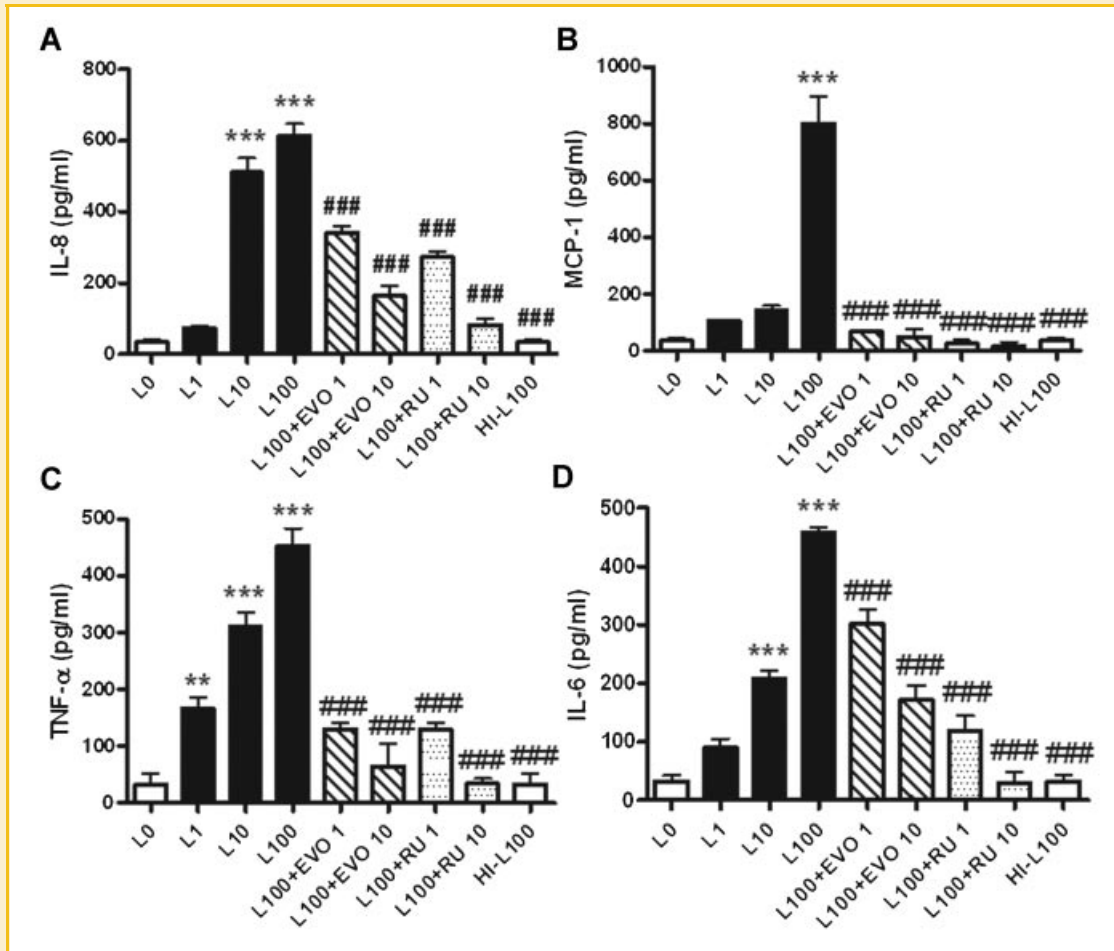 A
IL-8 (pg/ml)
800
600
400
200
0
***
***
###
###
###
###
###
L0
L1
L10
L100
L100+EVO 1
L100+EVO 10
L100+RU 1
L100+RU 10
HI-L100
B
MCP-1 (pg/ml)
1000
800
600
400
200
0
***
###
###
###
###
###
L0
L1
L10
L100
L100+EVO 1
L100+EVO 10
L100+RU 1
L100+RU 10
HI-L100
C
TNF-α (pg/ml)
500
400
300
200
100
0
**
***
***
###
###
###
###
###
L0
L1
L10
L100
L100+EVO 1
L100+EVO 10
L100+RU 1
L100+RU 10
HI-L100
D
IL-6 (pg/ml)
500
400
300
200
100
0
***
***
###
###
###
###
###
L0
L1
L10
L100
L100+EVO 1
L100+EVO 10
L100+RU 1
L100+RU 10
HI-L100